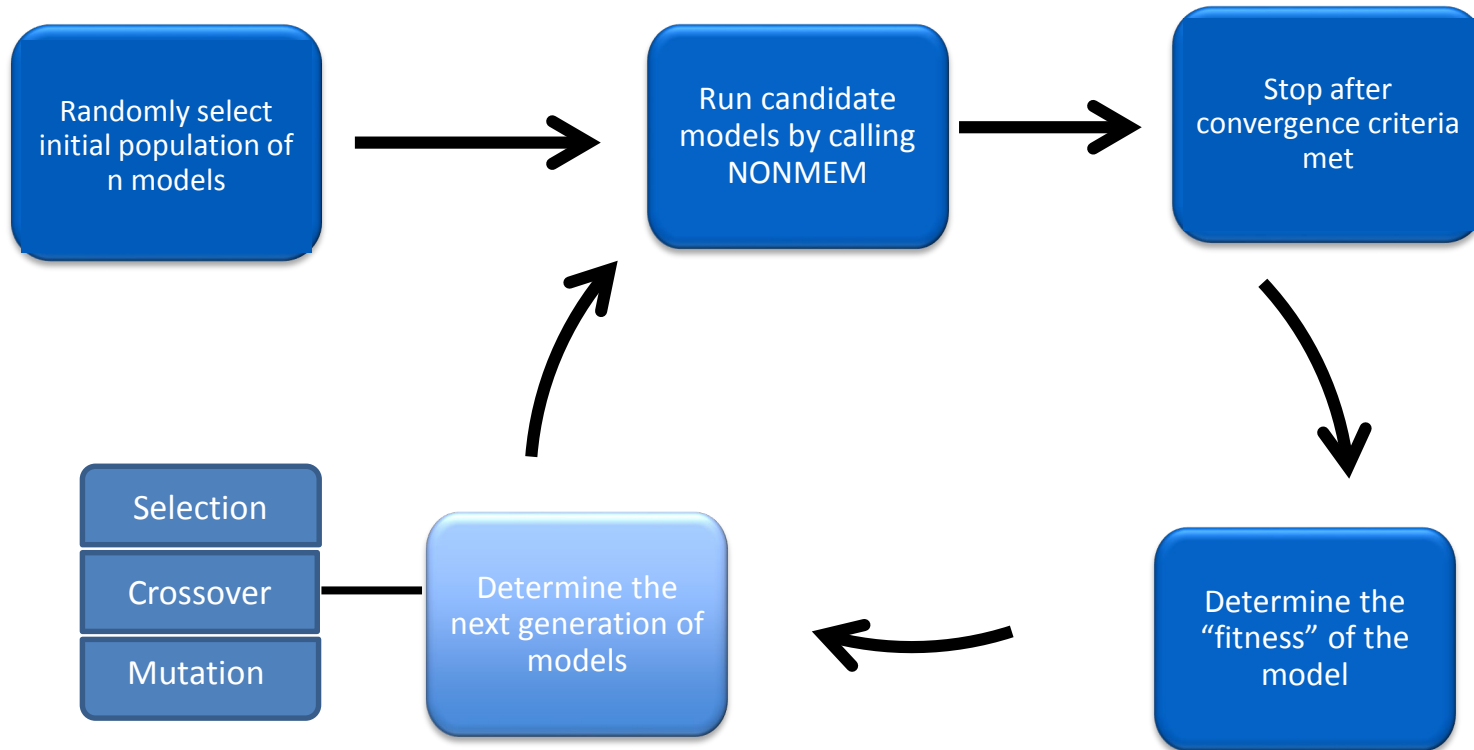 Randomly select
initial population of
n models
Run candidate
models by calling
NONMEM
Stop after
convergence criteria
met
Selection
Crossover
Mutation
Determine the
next generation of
models
Determine the
“fitness” of the
model